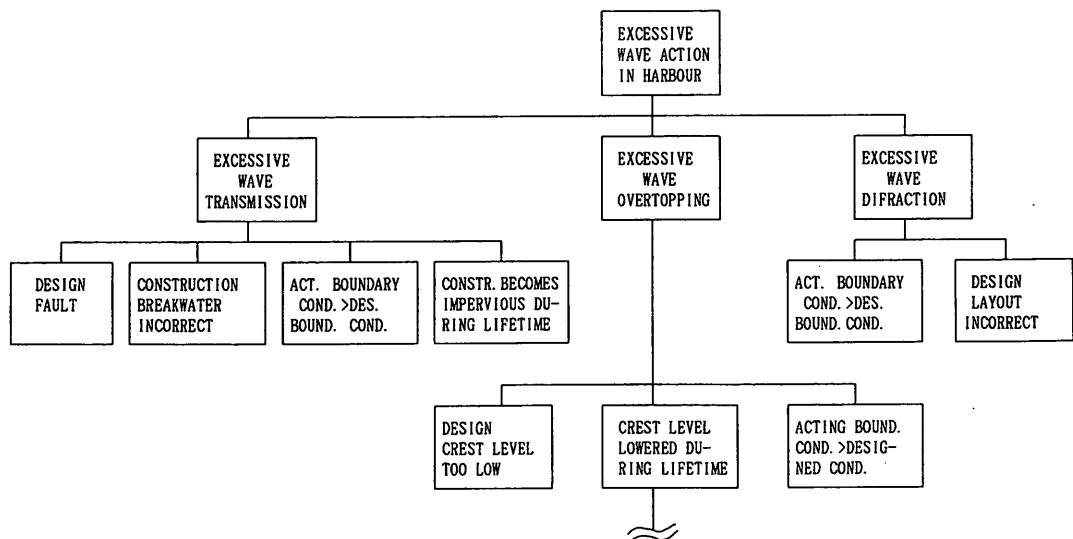 EXCESSIVE
WAVE ACTION
IN HARBOUR
EXCESSIVE
WAVE
TRANSMISSION
EXCESSIVE
WAVE
OVERTOPPING
EXCESSIVE
WAVE
DIFRACTION
DESIGN
FAULT
CONSTRUCTION
BREAKWATER
INCORRECT
ACT. BOUNDARY
COND.>DES.
BOUND. COND.
CONSTR. BECOMES
IMPERVIOUS DU-
RING LIFETIME
ACT. BOUNDARY
COND.>DES.
BOUND. COND.
DESIGN
LAYOUT
INCORRECT
DESIGN
CREST LEVEL
TOO LOW
CREST LEVEL
LOWERED DU-
RING LIFETIME
ACTING BOUND.
COND.>DESIG-
NED COND.